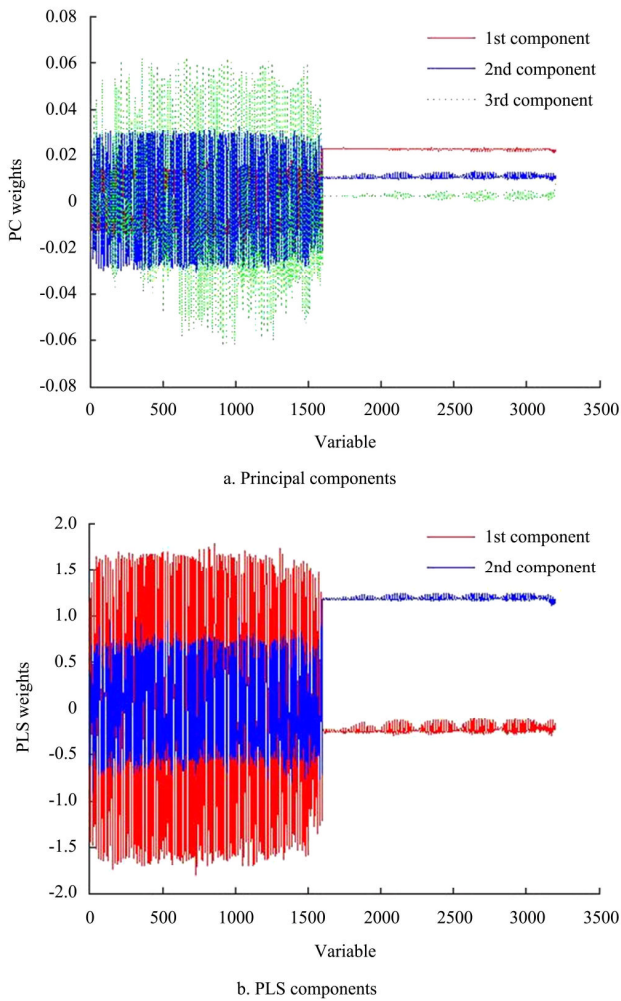 0.08
0.06
0.04
0.02
0
-0.02
-0.04
-0.06
-0.08
PC weights
1st component
2nd component
3rd component
0 500 1000 1500 2000 2500 3000 3500
Variable
a. Principal components
2.0
1.5
1.0
0.5
0
-0.5
-1.0
-1.5
-2.0
PLS weights
1st component
2nd component
0 500 1000 1500 2000 2500 3000 3500
Variable
b. PLS components